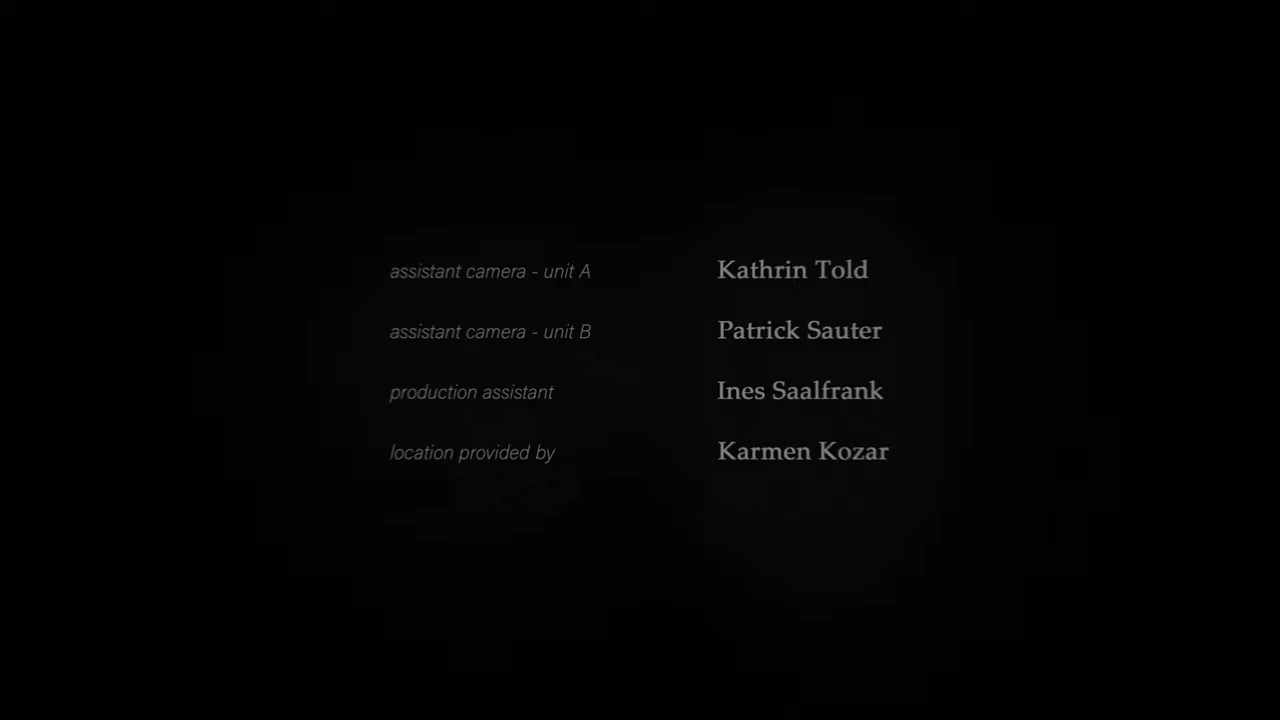 assistant camera - unit A Kathrin Told
assistant camera - unit B Patrick Sauter
production assistant Ines Saalfrank
location provided by Karmen Kozar